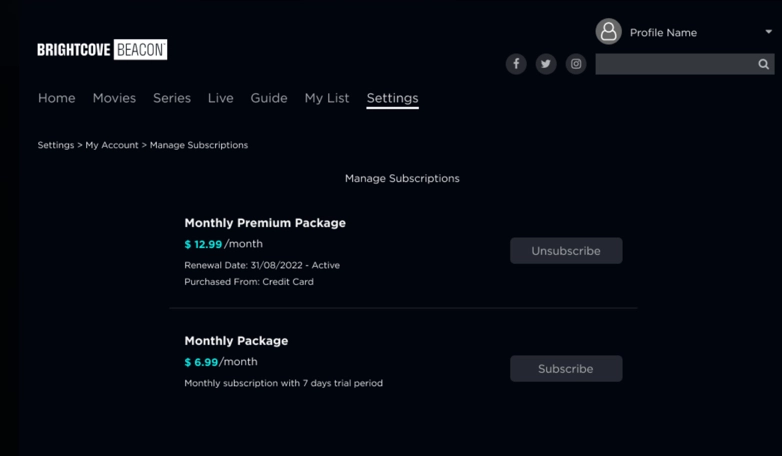 Profile Name
BRIGHTCOVE BEACON
Home Movies Series Live Guide My List Settings
Settings > My Account > Manage Subscriptions
Manage Subscriptions
Monthly Premium Package
$ 12.99/month
Unsubscribe
Renewal Date: 31/08/2022 - Active
Purchased From: Credit Card
Monthly Package
$ 6.99/month
Subscribe
Monthly subscription with 7 days trial period